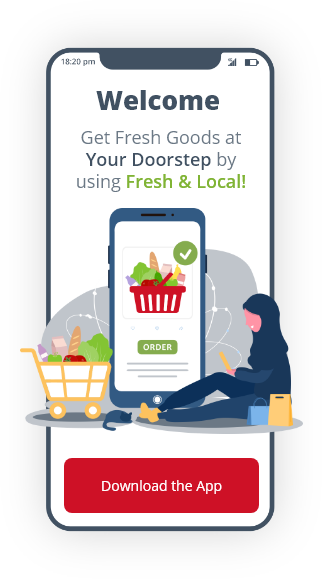 18:20 pm
Welcome
Get Fresh Goods at
Your Doorstep by
using Fresh & Local!
ORDER
Download the App